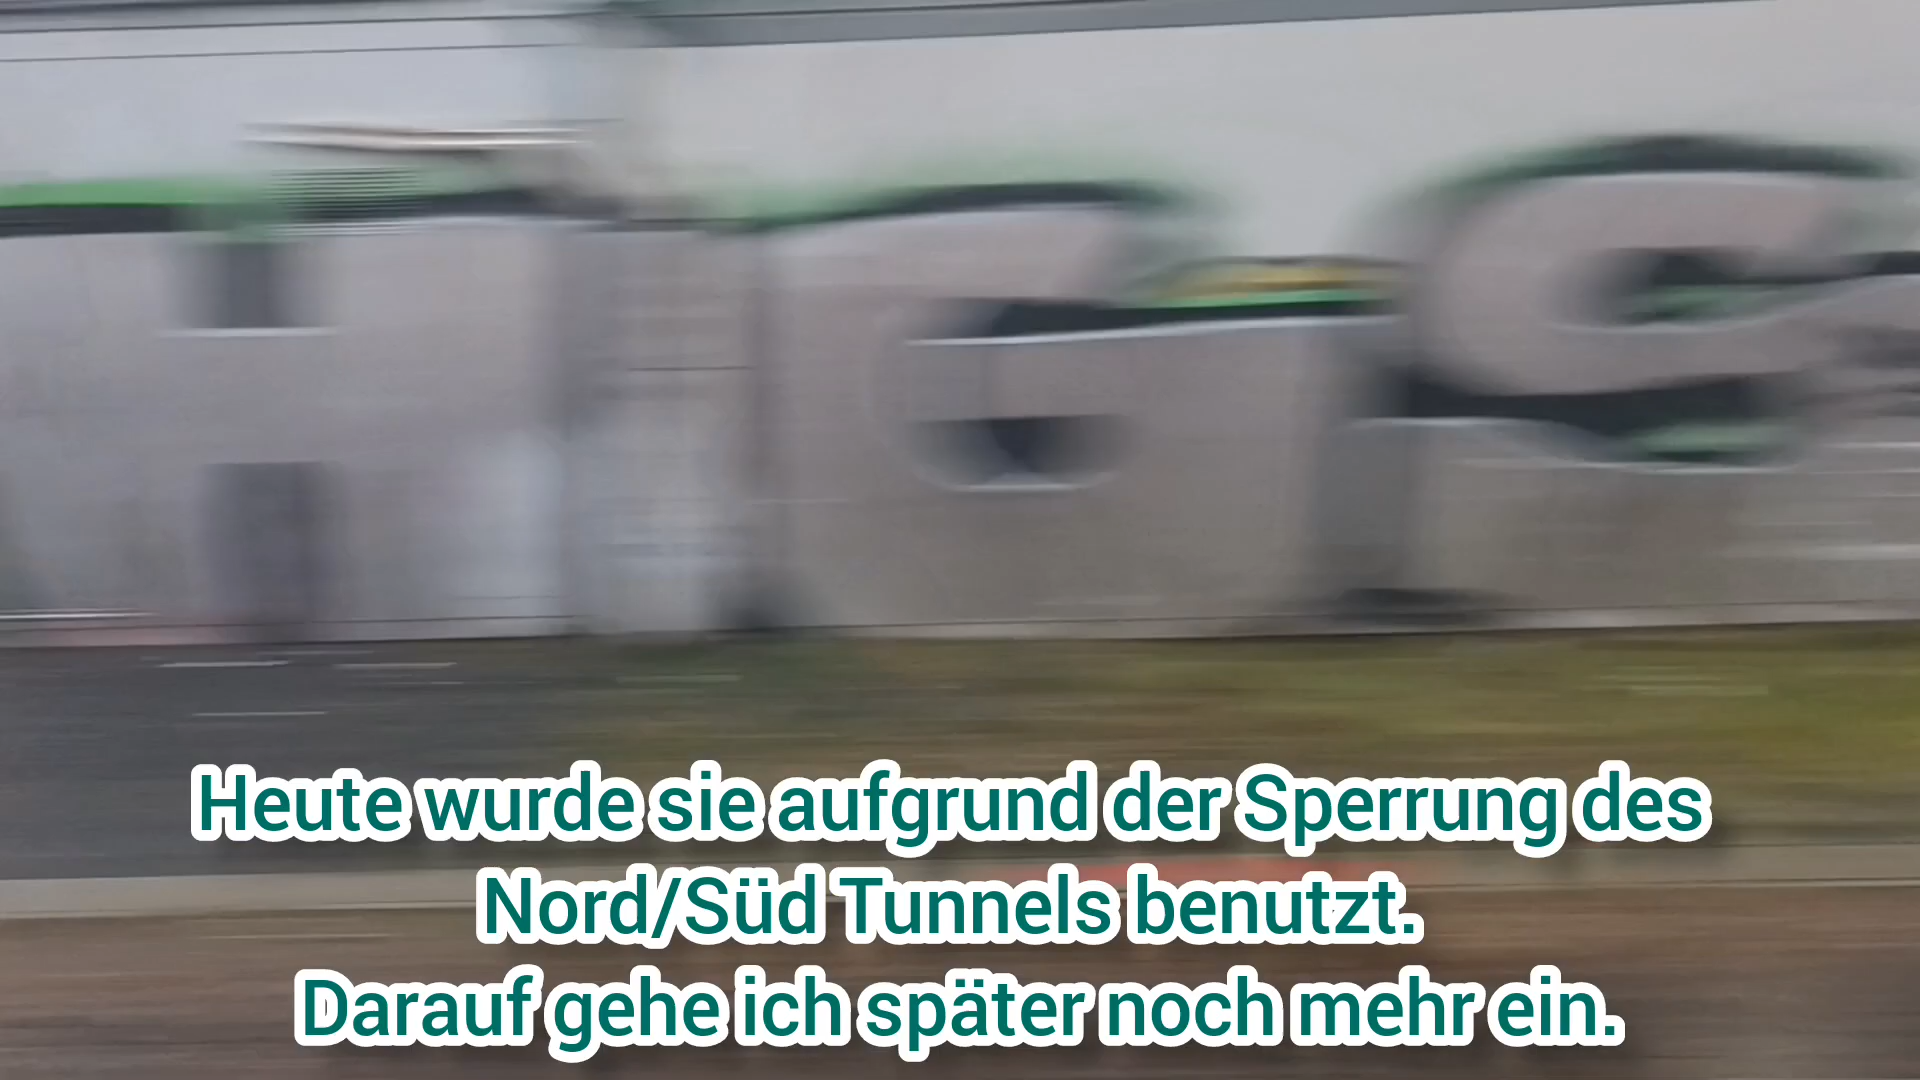 Heute wurde sie aufgrund der Sperrung des
Nord/Süd Tunnels benutzt.
Darauf gehe ich später noch mehr ein.